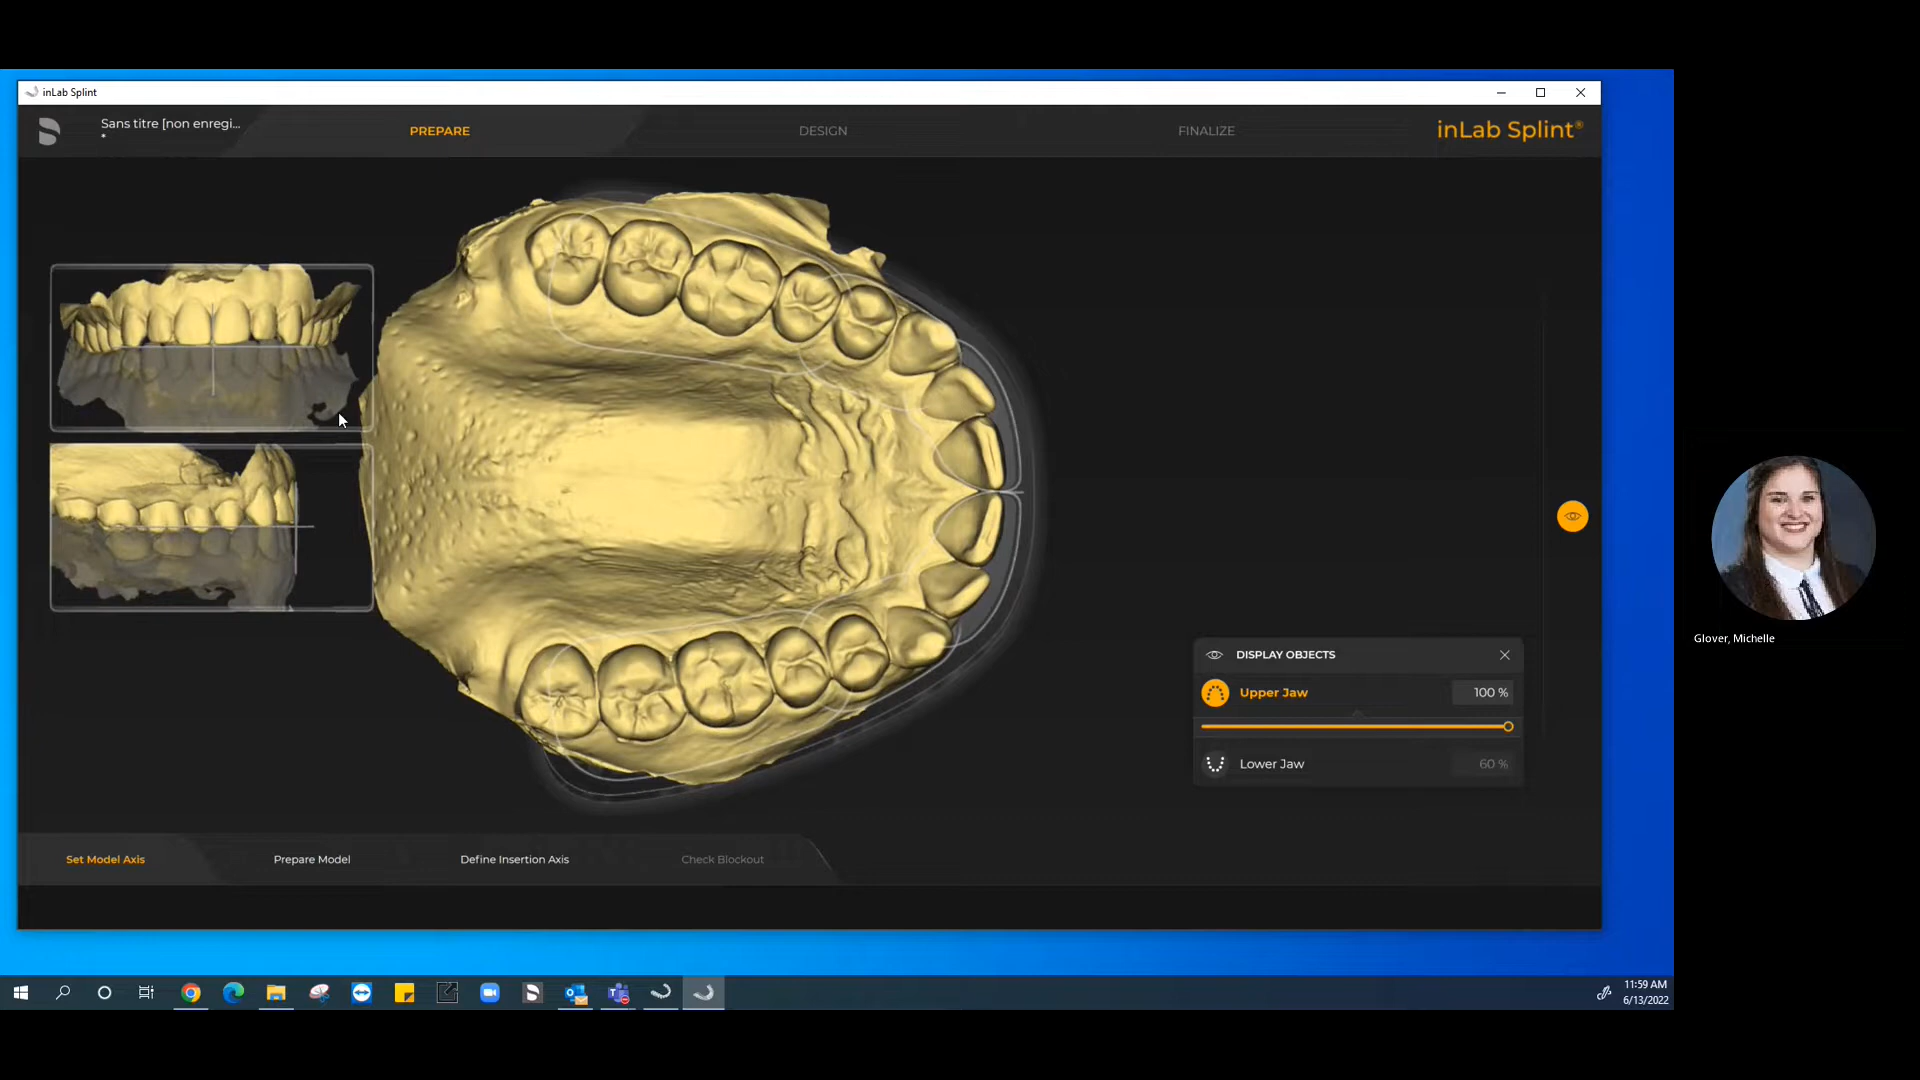 inLab Splint
Sans titre [non enregi...
*
PREPARE
DESIGN
FINALIZE
inLab Splint®
DISPLAY OBJECTS
Upper Jaw
100 %
Lower Jaw
60 %
Glover, Michelle
Set Model Axis
Prepare Model
Define Insertion Axis
Check Blockout
11:59 AM
6/13/2022